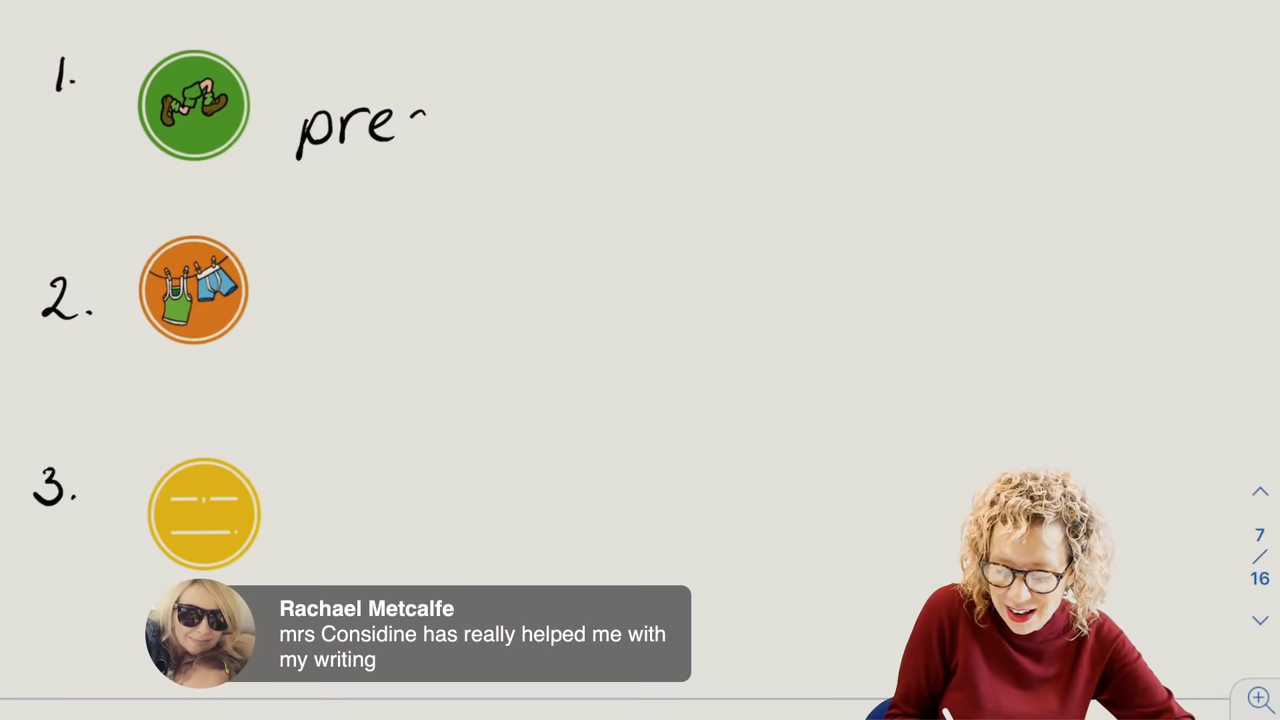 1.
pre-
2.
3.
Rachael Metcalfe
mrs Considine has really helped me with
my writing
7
/
16